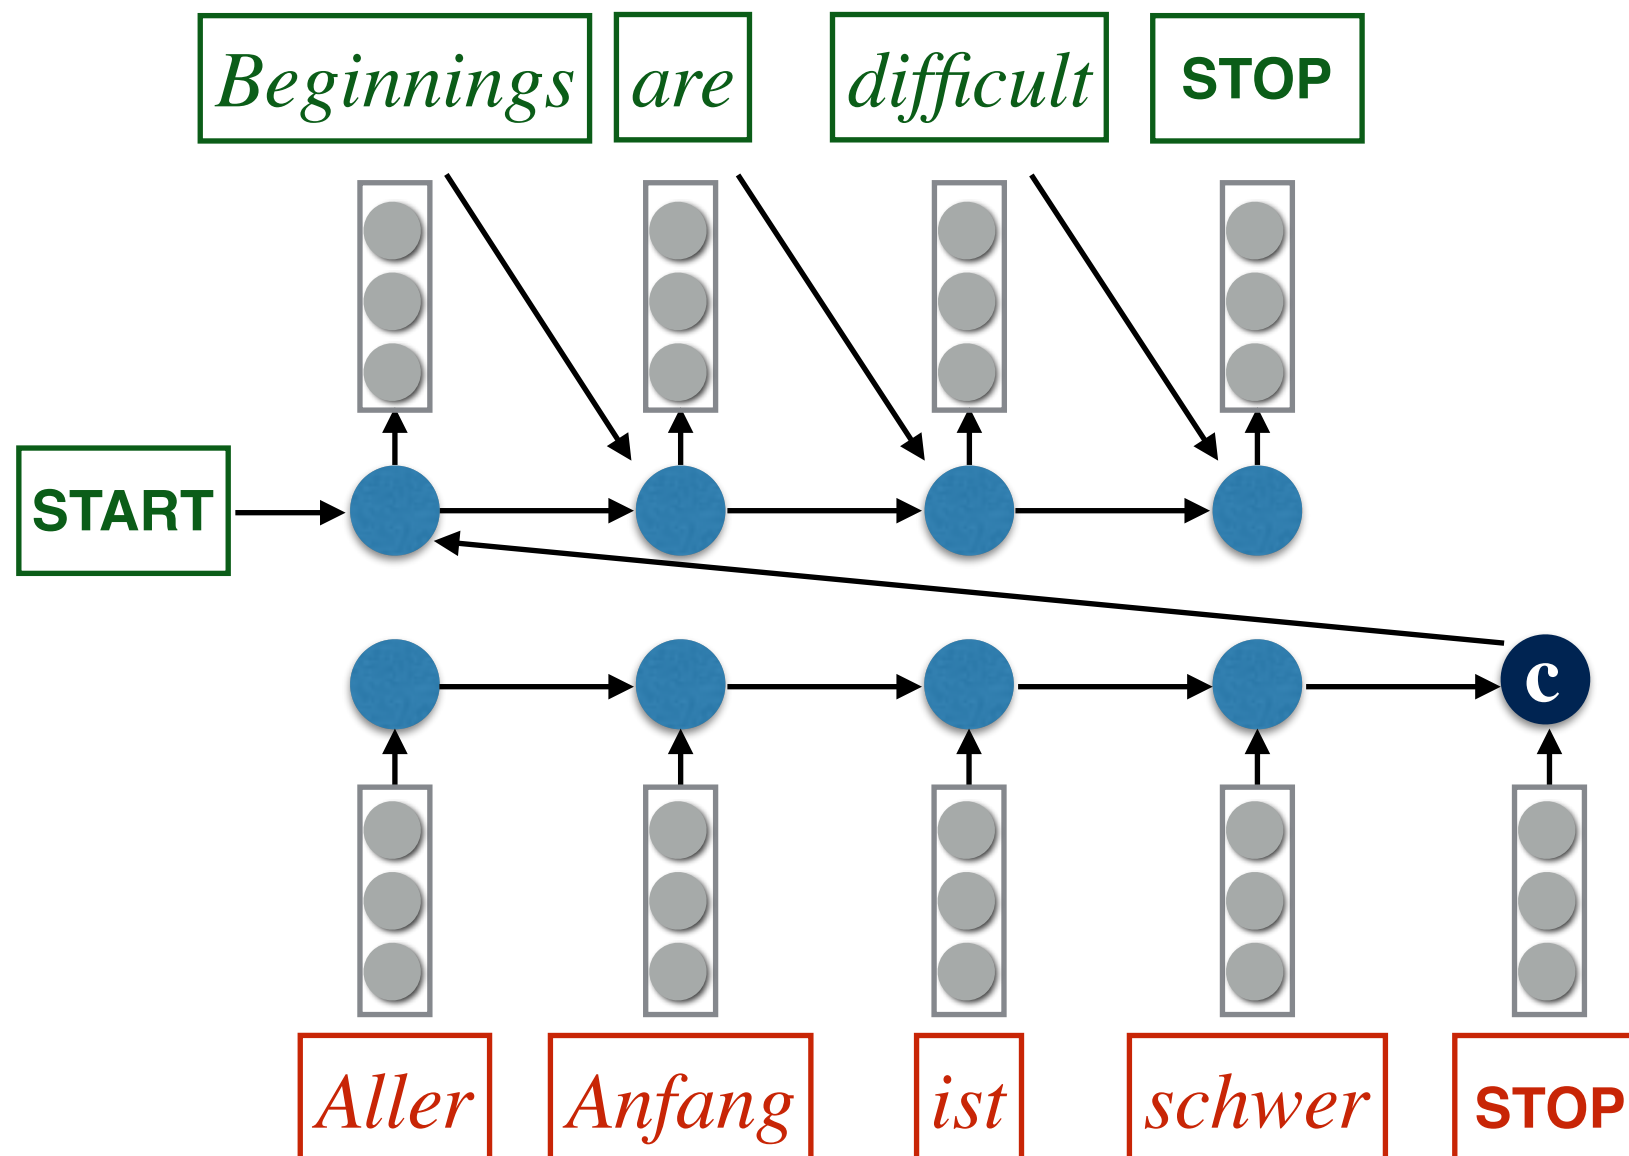 Beginnings are difficult STOP
START
c
Aller Anfang ist schwer STOP